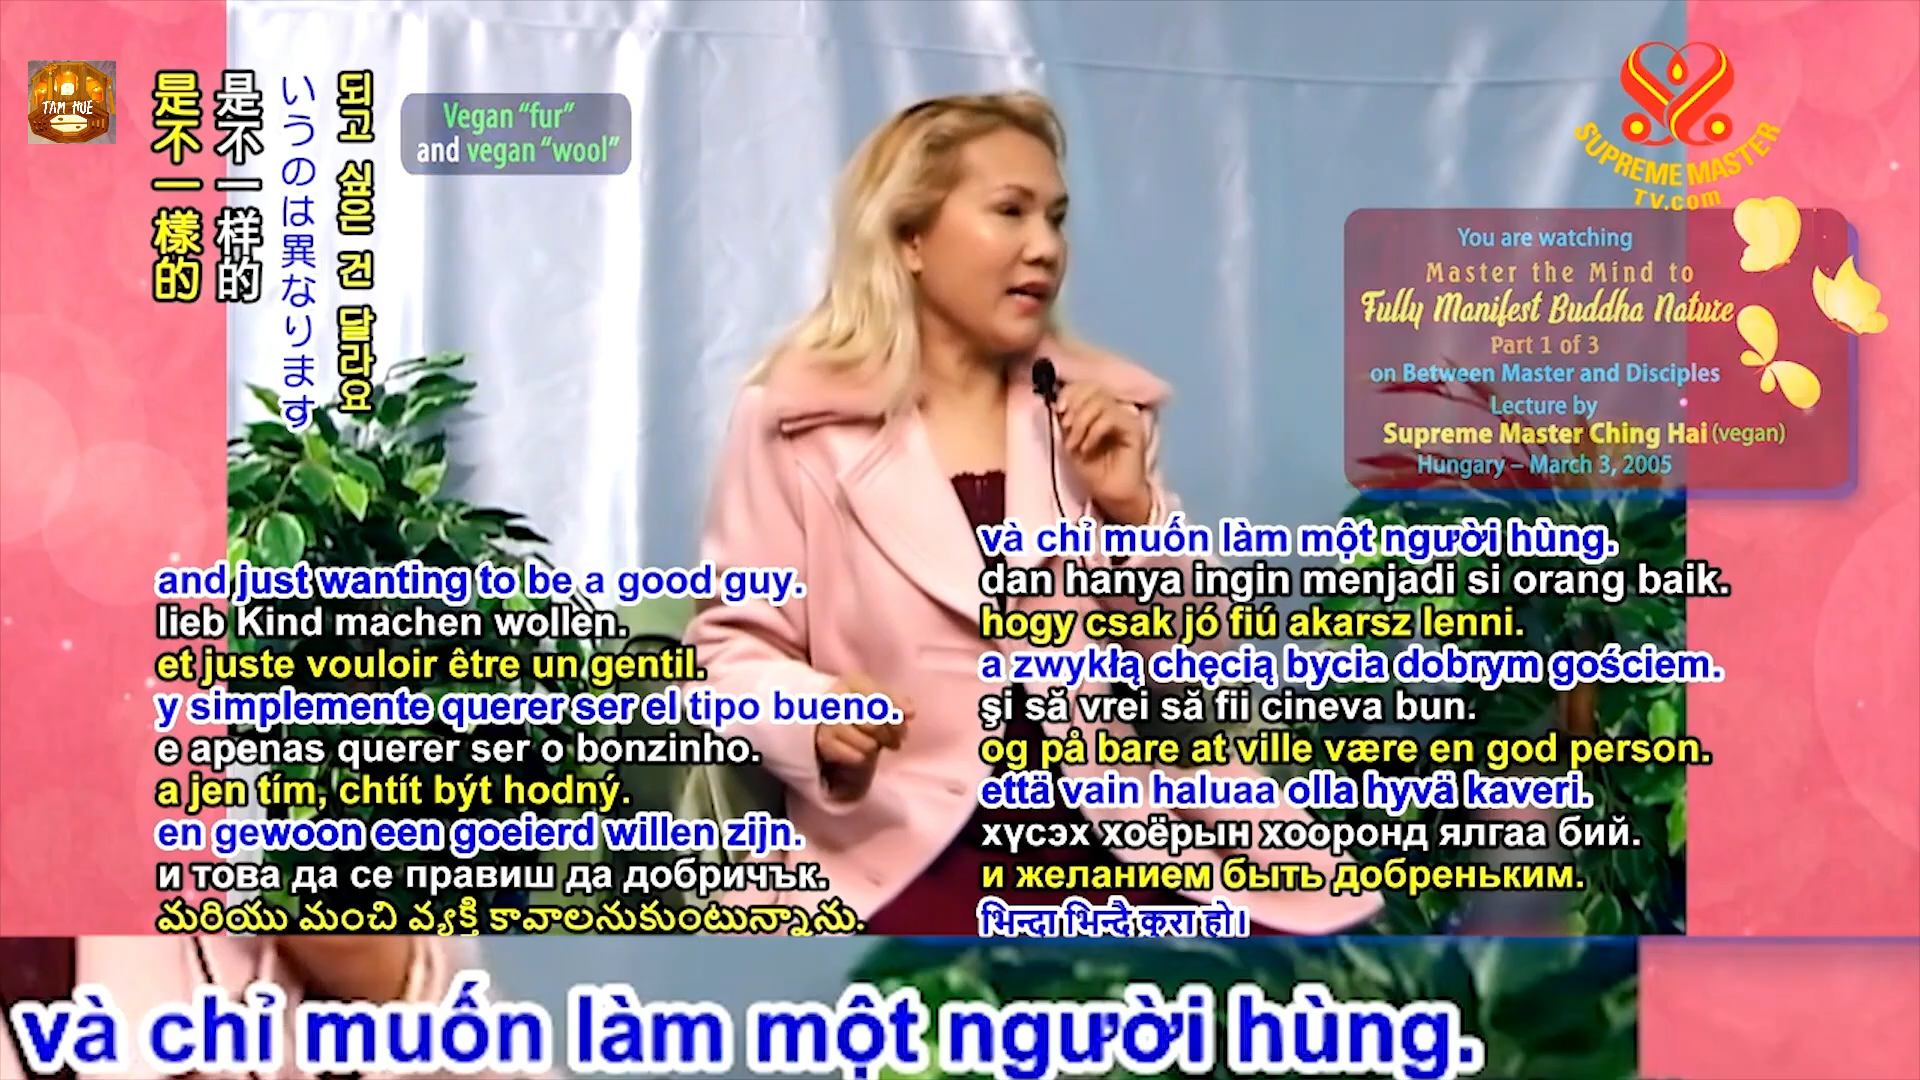 TAM HUE
是不一樣的
是不一样的
いうのは異なります
되고 싶은 건 달라요
Vegan “fur”
and vegan “wool”
SUPREME MASTER
TV.com
You are watching
Master the Mind to
Fully Manifest Buddha Nature
Part 1 of 3
on Between Master and Disciples
Lecture by
Supreme Master Ching Hai (vegan)
Hungary – March 3, 2005
and just wanting to be a good guy.
lieb Kind machen wollen.
et juste vouloir être un gentil.
y simplemente querer ser el tipo bueno.
e apenas querer ser o bonzinho.
a jen tím, chtít být hodný.
en gewoon een goeierd willen zijn.
и това да се правиш да добричък.
మరియు మంచి వ్యక్తి కావాలనుకుంటున్నాను.
và chỉ muốn làm một người hùng.
dan hanya ingin menjadi si orang baik.
hogy csak jó fiú akarsz lenni.
a zwykłą chęcią bycia dobrym gościem.
şi să vrei să fii cineva bun.
og på bare at ville være en god person.
että vain haluaa olla hyvä kaveri.
хүсэх хоёрын хооронд ялгаа бий.
и желанием быть добреньким.
भिन्दा भिन्दै कुरा हो।
và chỉ muốn làm một người hùng.